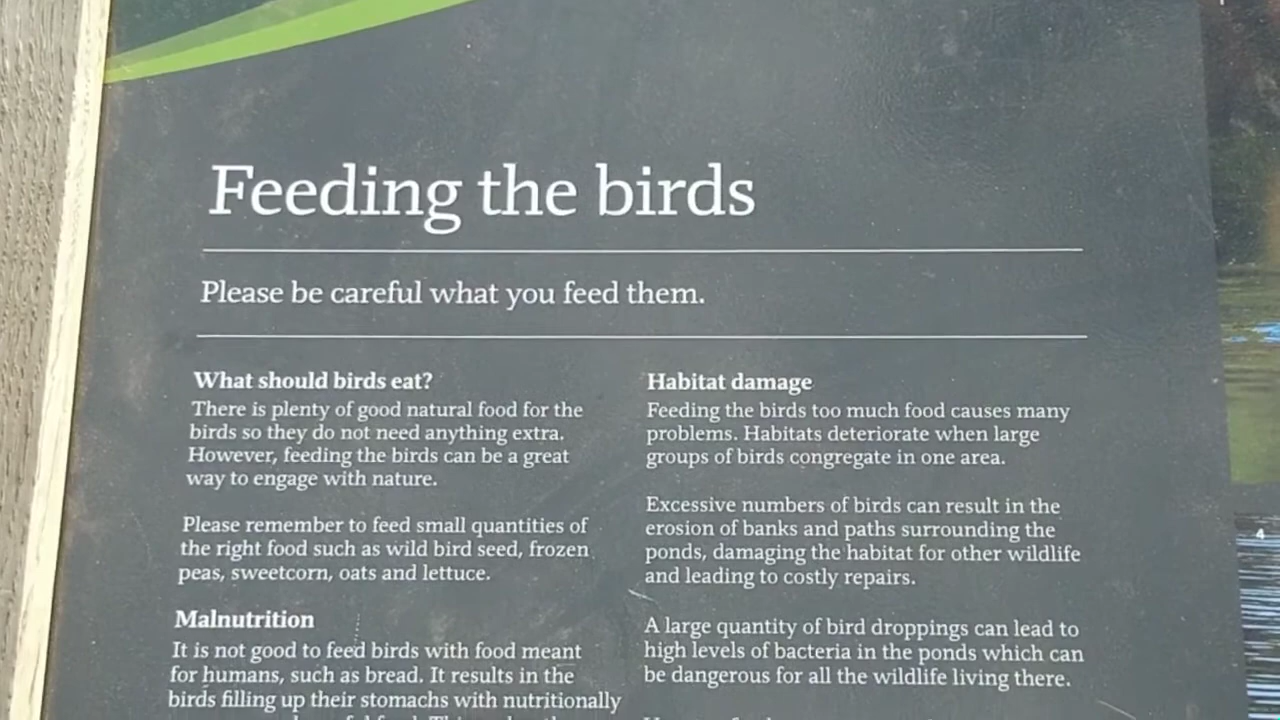 Feeding the birds
Please be careful what you feed them.
What should birds eat?
There is plenty of good natural food for the
birds so they do not need anything extra.
However, feeding the birds can be a great
way to engage with nature.
Please remember to feed small quantities of
the right food such as wild bird seed, frozen
peas, sweetcorn, oats and lettuce.
Malnutrition
It is not good to feed birds with food meant
for humans, such as bread. It results in the
birds filling up their stomachs with nutritionally
Habitat damage
Feeding the birds too much food causes many
problems. Habitats deteriorate when large
groups of birds congregate in one area.
Excessive numbers of birds can result in the
erosion of banks and paths surrounding the
ponds, damaging the habitat for other wildlife
and leading to costly repairs.
A large quantity of bird droppings can lead to
high levels of bacteria in the ponds which can
be dangerous for all the wildlife living there.
4